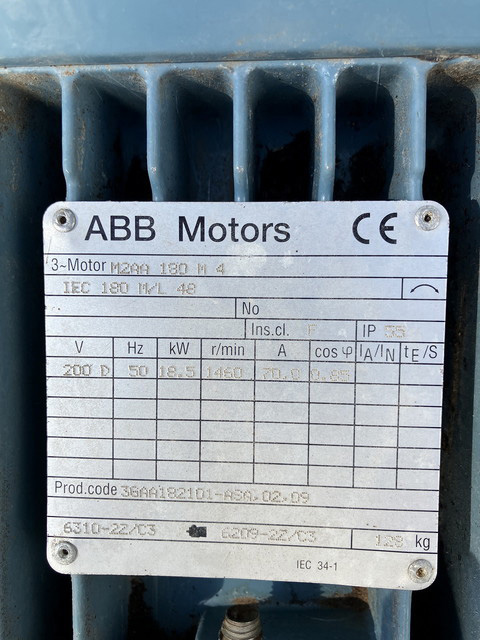 ABB Motors CE
3~Motor M2AA 180 M 4
IEC 180 M/L 48
No
Ins.cl. F IP 55
V Hz kW r/min A cos φ IA/IN tE/S
200 D 50 18.5 1460 70.0 0.85
Prod.code 3GAA182101-ASA.02.09
6310-2Z/C3 6209-2Z/C3 128 kg
IEC 34-1